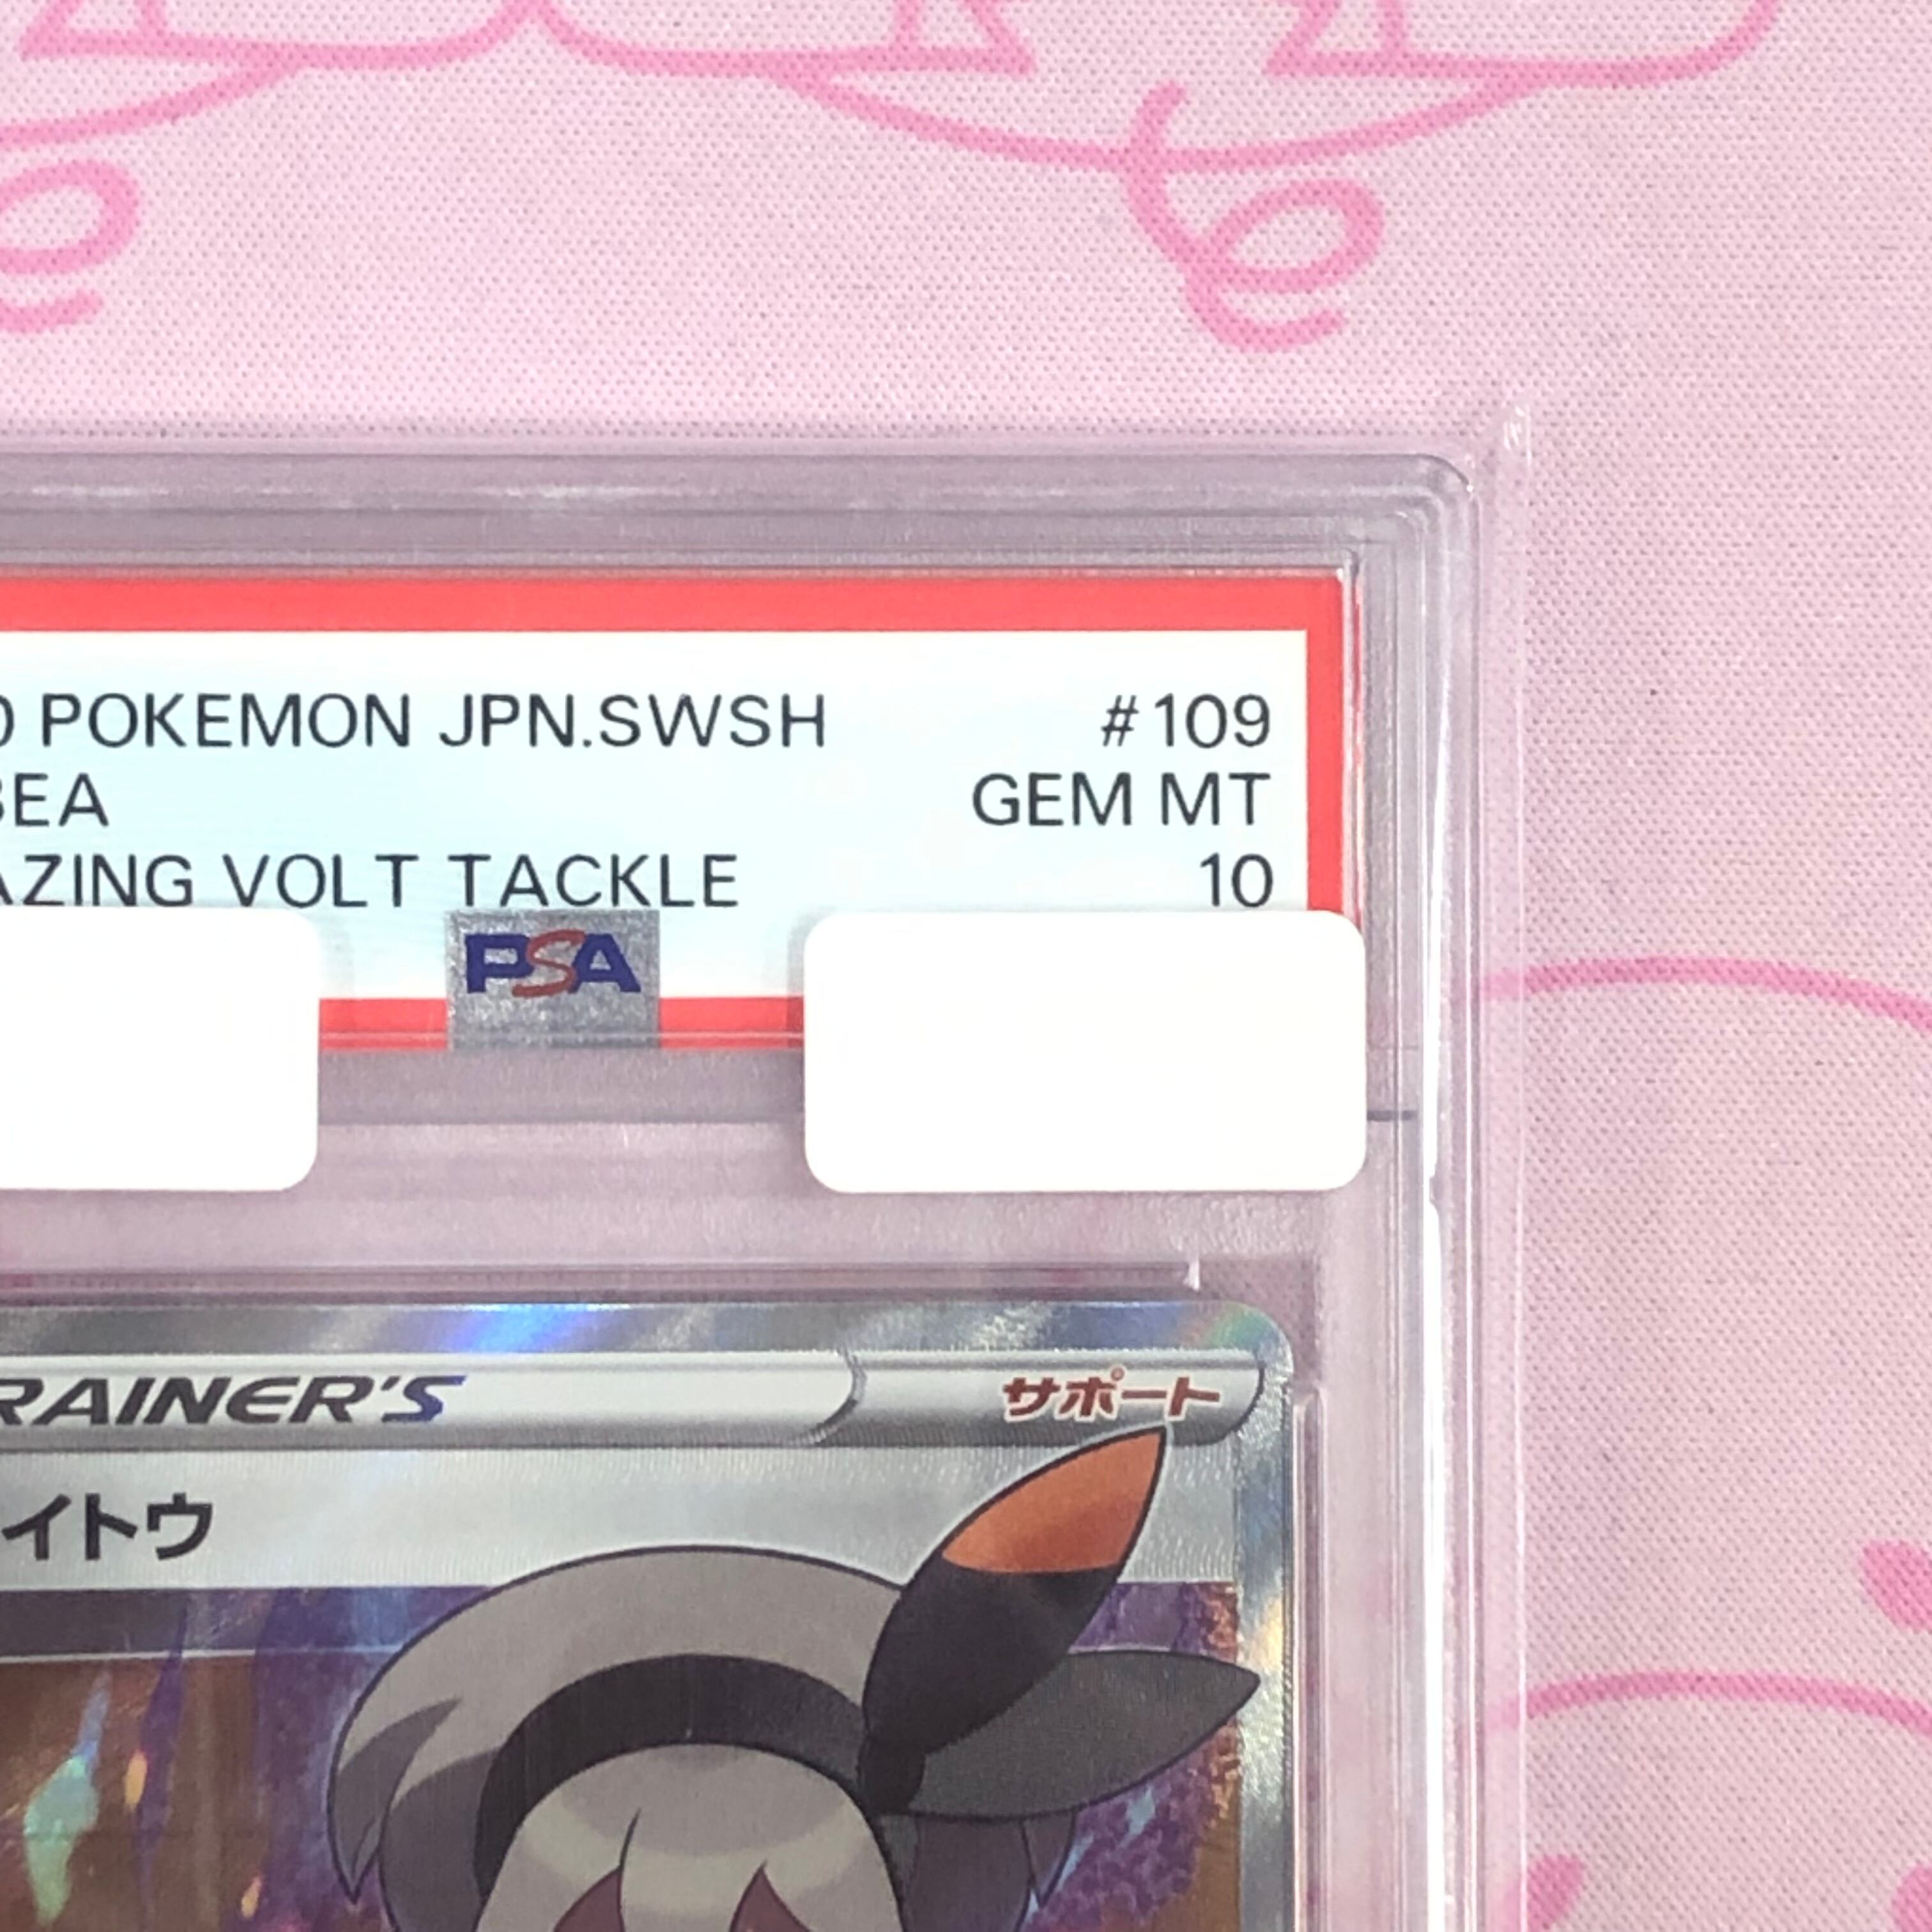 0 POKEMON JPN.SWSH #109
BEA GEM MT
AZING VOLT TACKLE 10
PSA
RAINER'S サポート
イトウ